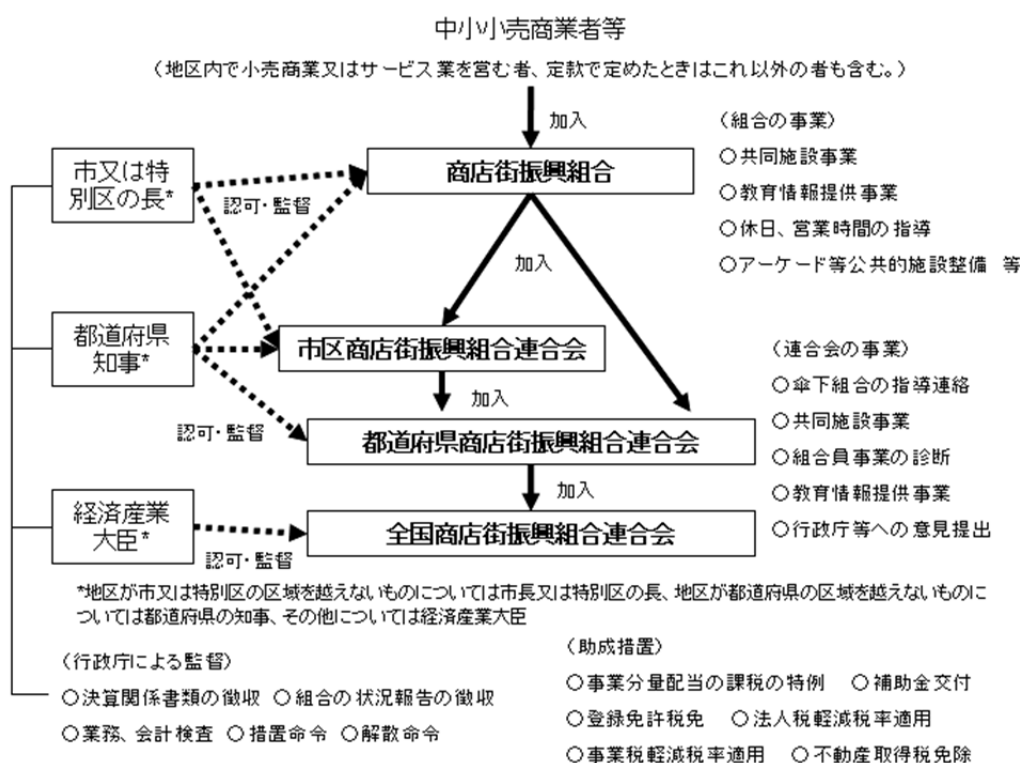 中小小売商業者等
（地区内で小売商業又はサービス業を営む者、定款で定めたときはこれ以外の者も含む。）
加入
市又は特
別区の長*
認可・監督
商店街振興組合
（組合の事業）
○共同施設事業
○教育情報提供事業
○休日、営業時間の指導
○アーケード等公共的施設整備　等
加入
都道府県
知事*
市区商店街振興組合連合会
加入
認可・監督
都道府県商店街振興組合連合会
（連合会の事業）
○傘下組合の指導連絡
○共同施設事業
○組合員事業の診断
○教育情報提供事業
○行政庁等への意見提出
加入
経済産業
大臣*
認可・監督
全国商店街振興組合連合会
*地区が市又は特別区の区域を越えないものについては市長又は特別区の長、地区が都道府県の区域を越えないものに
ついては都道府県の知事、その他については経済産業大臣
（行政庁による監督）
○決算関係書類の徴収　○組合の状況報告の徴収
○業務、会計検査　○措置命令　○解散命令
（助成措置）
○事業分量配当の課税の特例　○補助金交付
○登録免許税免　○法人税軽減税率適用
○事業税軽減税率適用　○不動産取得税免除